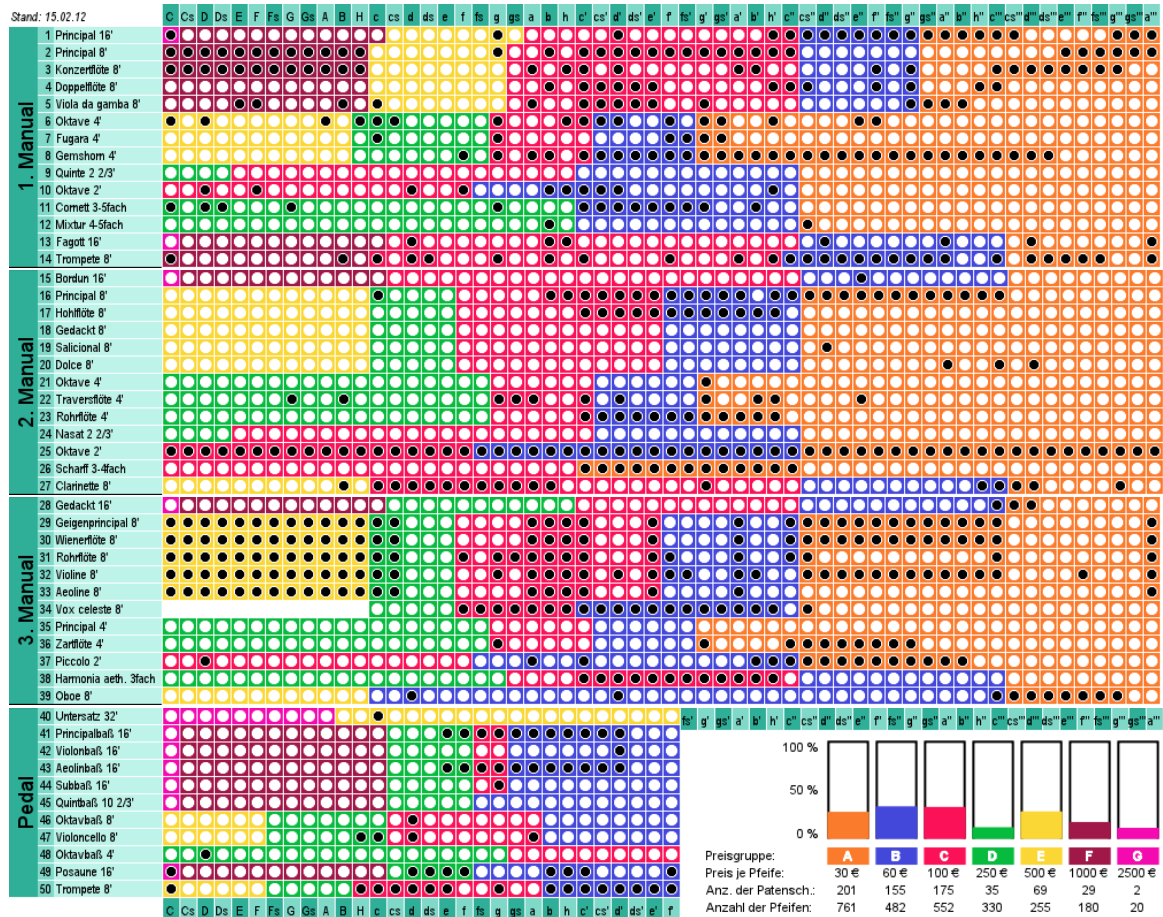 Stand: 15.02.12
C Cs D Ds E F Fs G Gs A B H c cs d ds e f fs g gs a b h c' cs' d' ds' e' f' fs' g' gs' a' b' h' c'' cs'' d'' ds'' e'' f'' fs'' g'' gs'' a'' b'' h'' c''' cs''' d''' ds''' e''' f''' fs''' g''' gs''' a'''
1. Manual
1 Principal 16'
2 Principal 8'
3 Konzertflöte 8'
4 Doppelflöte 8'
5 Viola da gamba 8'
6 Oktave 4'
7 Fugara 4'
8 Gemshorn 4'
9 Quinte 2 2/3'
10 Oktave 2'
11 Cornett 3-5fach
12 Mixtur 4-5fach
13 Fagott 16'
14 Trompete 8'
2. Manual
15 Bordun 16'
16 Principal 8'
17 Hohlflöte 8'
18 Gedackt 8'
19 Salicional 8'
20 Dolce 8'
21 Oktave 4'
22 Traversflöte 4'
23 Rohrflöte 4'
24 Nasat 2 2/3'
25 Oktave 2'
26 Scharff 3-4fach
27 Clarinette 8'
3. Manual
28 Gedackt 16'
29 Geigenprincipal 8'
30 Wienerflöte 8'
31 Rohrflöte 8'
32 Violine 8'
33 Aeoline 8'
34 Vox celeste 8'
35 Principal 4'
36 Zartflöte 4'
37 Piccolo 2'
38 Harmonia aeth. 3fach
39 Oboe 8'
Pedal
40 Untersatz 32'
fs' g' gs' a' b' h' c'' cs'' d'' ds'' e'' f'' fs'' g'' gs'' a'' b'' h'' c''' cs''' d''' ds''' e''' f''' fs''' g''' gs''' a'''
41 Principalbaß 16'
42 Violonbaß 16'
43 Aeolinbaß 16'
44 Subbaß 16'
45 Quintbaß 10 2/3'
46 Oktavbaß 8'
47 Violoncello 8'
48 Oktavbaß 4'
49 Posaune 16'
50 Trompete 8'
C Cs D Ds E F Fs G Gs A B H c cs d ds e f fs g gs a b h c' cs' d' ds' e' f'
100 %
50 %
0 %
Preisgruppe: A B C D E F G
Preis je Pfeife: 30 € 60 € 100 € 250 € 500 € 1000 € 2500 €
Anz. der Patensch.: 201 155 175 35 69 29 2
Anzahl der Pfeifen: 761 482 552 330 255 180 20